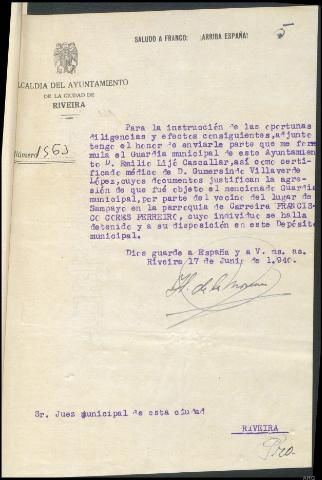 5
SALUDO A FRANCO: ¡ARRIBA ESPAÑA!
ALCALDIA DEL AYUNTAMIENTO
DE LA CIUDAD DE
RIVEIRA
Número 1963
Para la instrucción de las oportunas
diligencias y efectos consiguientes, adjunto
tengo el honor de enviarle parte que me for-
mula el Guardia municipal de este Ayuntamien-
to D. Emilio Lijé Cascallar, así como certi-
ficado médico de D. Gumersindo Villaverde
López, cuyos documentos justifican la agre-
sión de que fué objeto el mencionado Guardia
municipal, por parte del vecino del lugar de
Sampayo en la parroquia de Carreira FRANCIS-
CO CORES FERREIRO, cuyo individuo se halla
detenido y a su disposición en este Depósito
municipal.
Dios guarde a España y a V. ms. as.
Riveira 17 de Junio de 1.940.
Sr. Juez municipal de esta ciudad
RIVEIRA